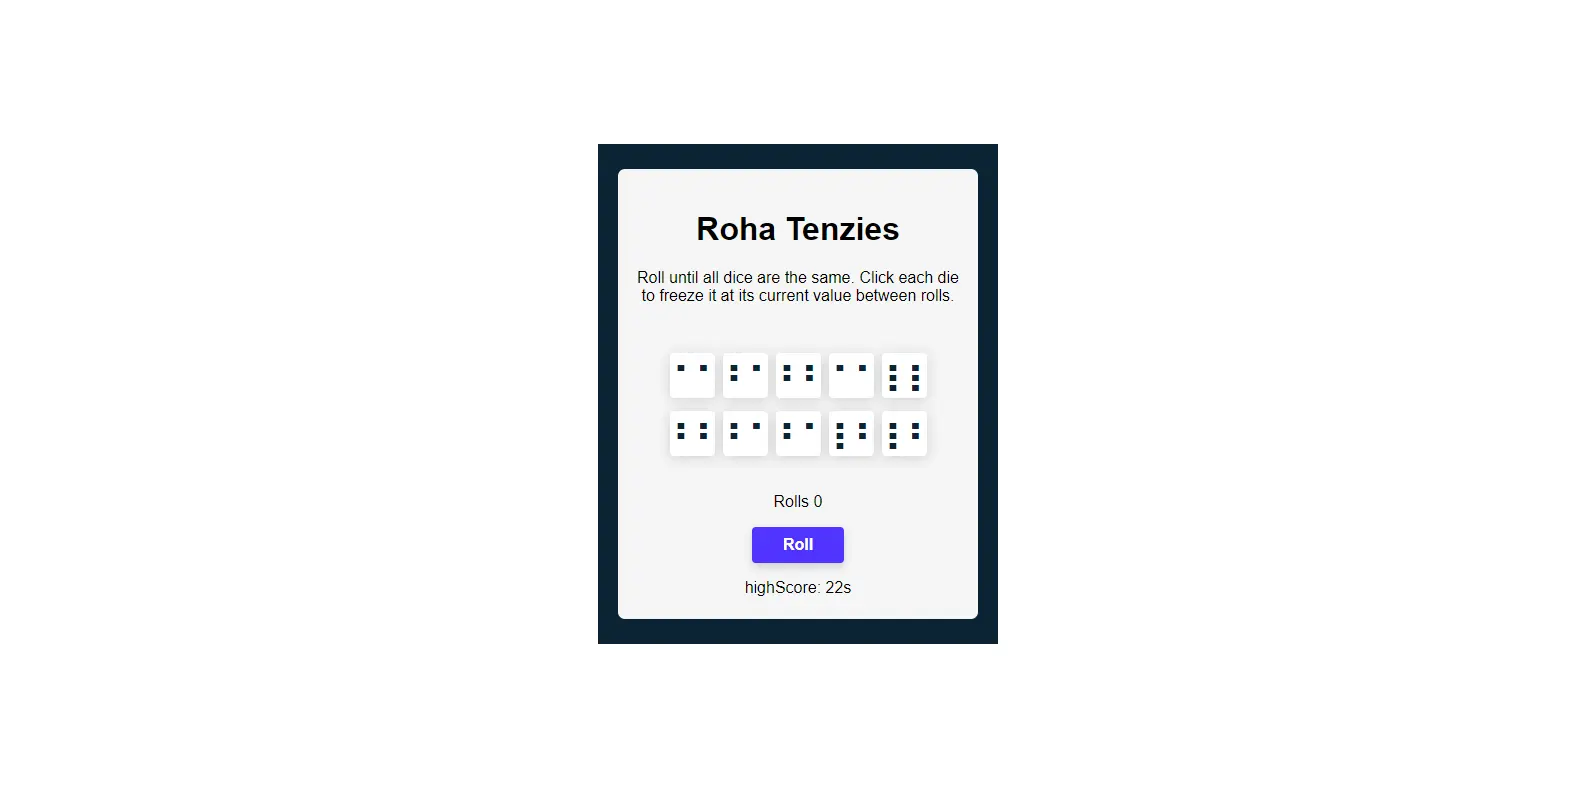 Roha Tenzies
Roll until all dice are the same. Click each die
to freeze it at its current value between rolls.
Rolls 0
Roll
highScore: 22s